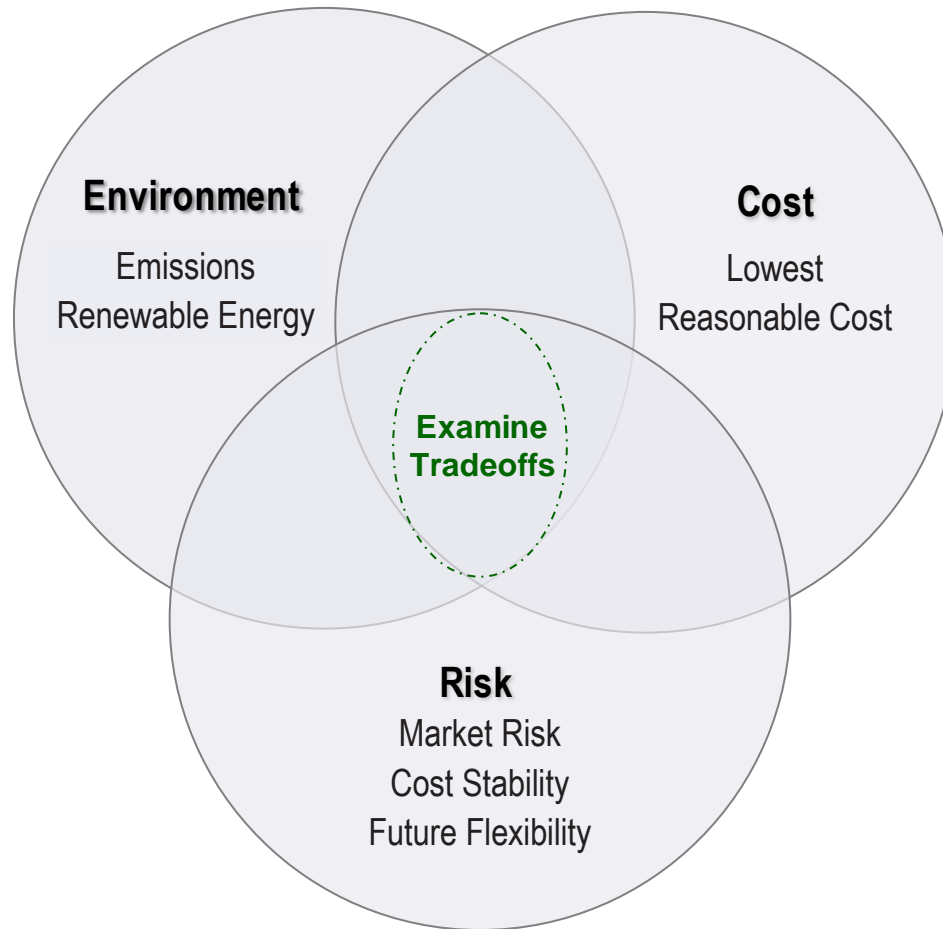 Environment
Emissions
Renewable Energy
Cost
Lowest
Reasonable Cost
Examine
Tradeoffs
Risk
Market Risk
Cost Stability
Future Flexibility